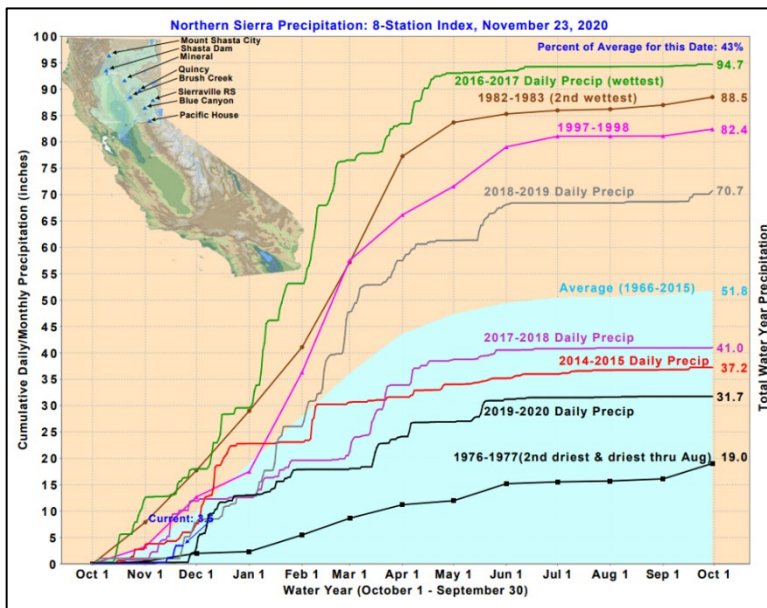 Northern Sierra Precipitation: 8-Station Index, November 23, 2020
Percent of Average for this Date: 43%
Mount Shasta City
Shasta Dam
Mineral
Quincy
Brush Creek
Sierraville RS
Blue Canyon
Pacific House
2016-2017 Daily Precip (wettest)
94.7
1982-1983 (2nd wettest)
88.5
1997-1998
82.4
2018-2019 Daily Precip
70.7
Average (1966-2015)
51.8
2017-2018 Daily Precip
41.0
2014-2015 Daily Precip
37.2
2019-2020 Daily Precip
31.7
1976-1977(2nd driest & driest thru Aug)
19.0
Current: 3.5
Cumulative Daily/Monthly Precipitation (inches)
100
95
90
85
80
75
70
65
60
55
50
45
40
35
30
25
20
15
10
5
0
Total Water Year Precipitation
Oct 1 Nov 1 Dec 1 Jan 1 Feb 1 Mar 1 Apr 1 May 1 Jun 1 Jul 1 Aug 1 Sep 1 Oct 1
Water Year (October 1 - September 30)